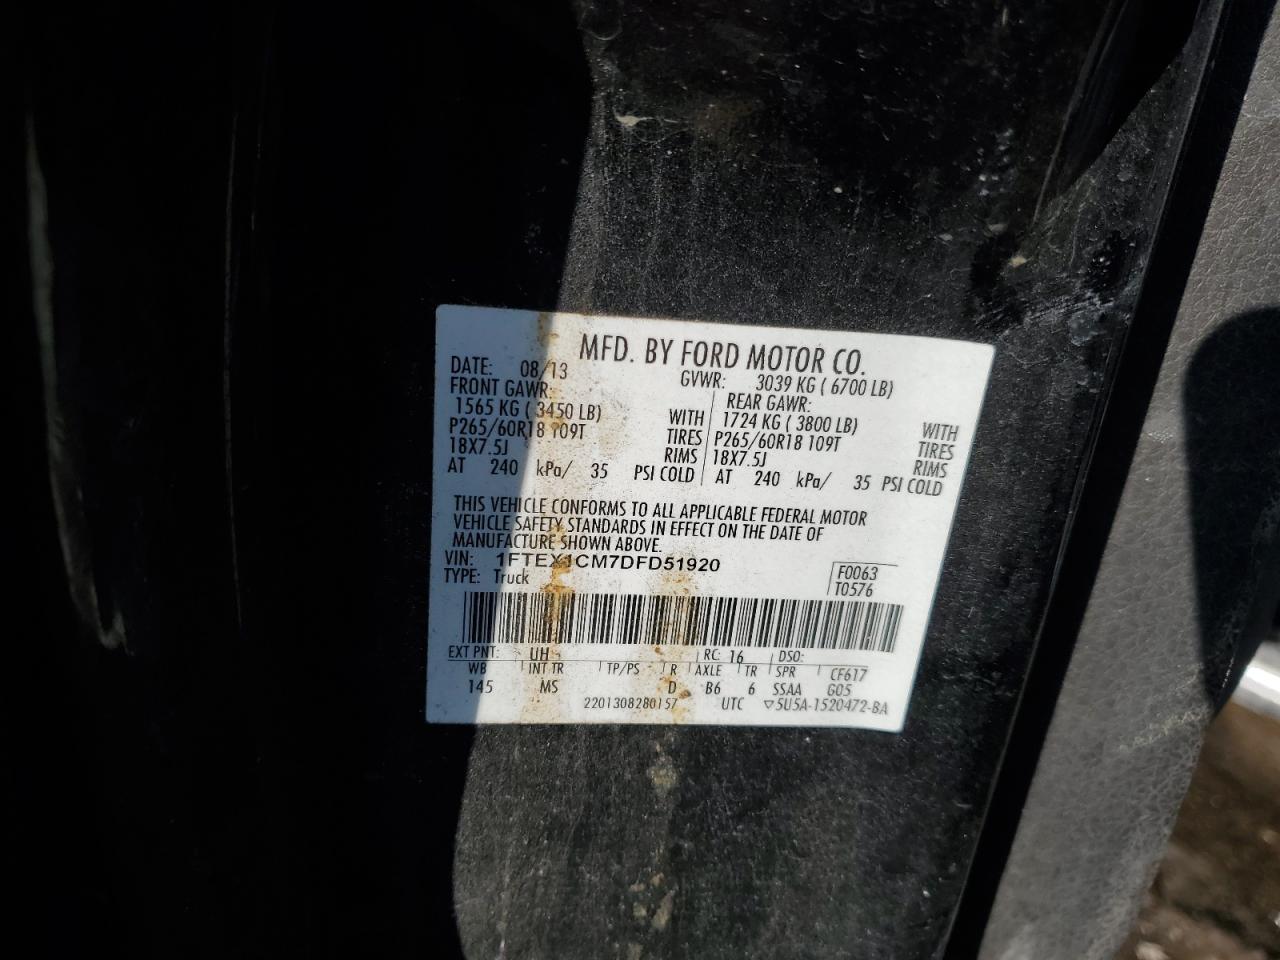 MFD. BY FORD MOTOR CO.
DATE: 08/13 GVWR: 3039 KG ( 6700 LB)
FRONT GAWR: REAR GAWR:
1565 KG ( 3450 LB) WITH 1724 KG ( 3800 LB) WITH
P265/60R18 109T TIRES P265/60R18 109T TIRES
18X7.5J RIMS 18X7.5J RIMS
AT 240 kPa/ 35 PSI COLD AT 240 kPa/ 35 PSI COLD
THIS VEHICLE CONFORMS TO ALL APPLICABLE FEDERAL MOTOR
VEHICLE SAFETY STANDARDS IN EFFECT ON THE DATE OF
MANUFACTURE SHOWN ABOVE.
VIN: 1FTEX1CM7DFD51920 F0063
TYPE: Truck T0576
EXT PNT: UH RC: 16 DSO:
WB INT TR TP/PS R AXLE TR SPR CF617
145 MS D B6 6 SSAA G05
2201308280157 UTC ▽5U5A-1520472-BA